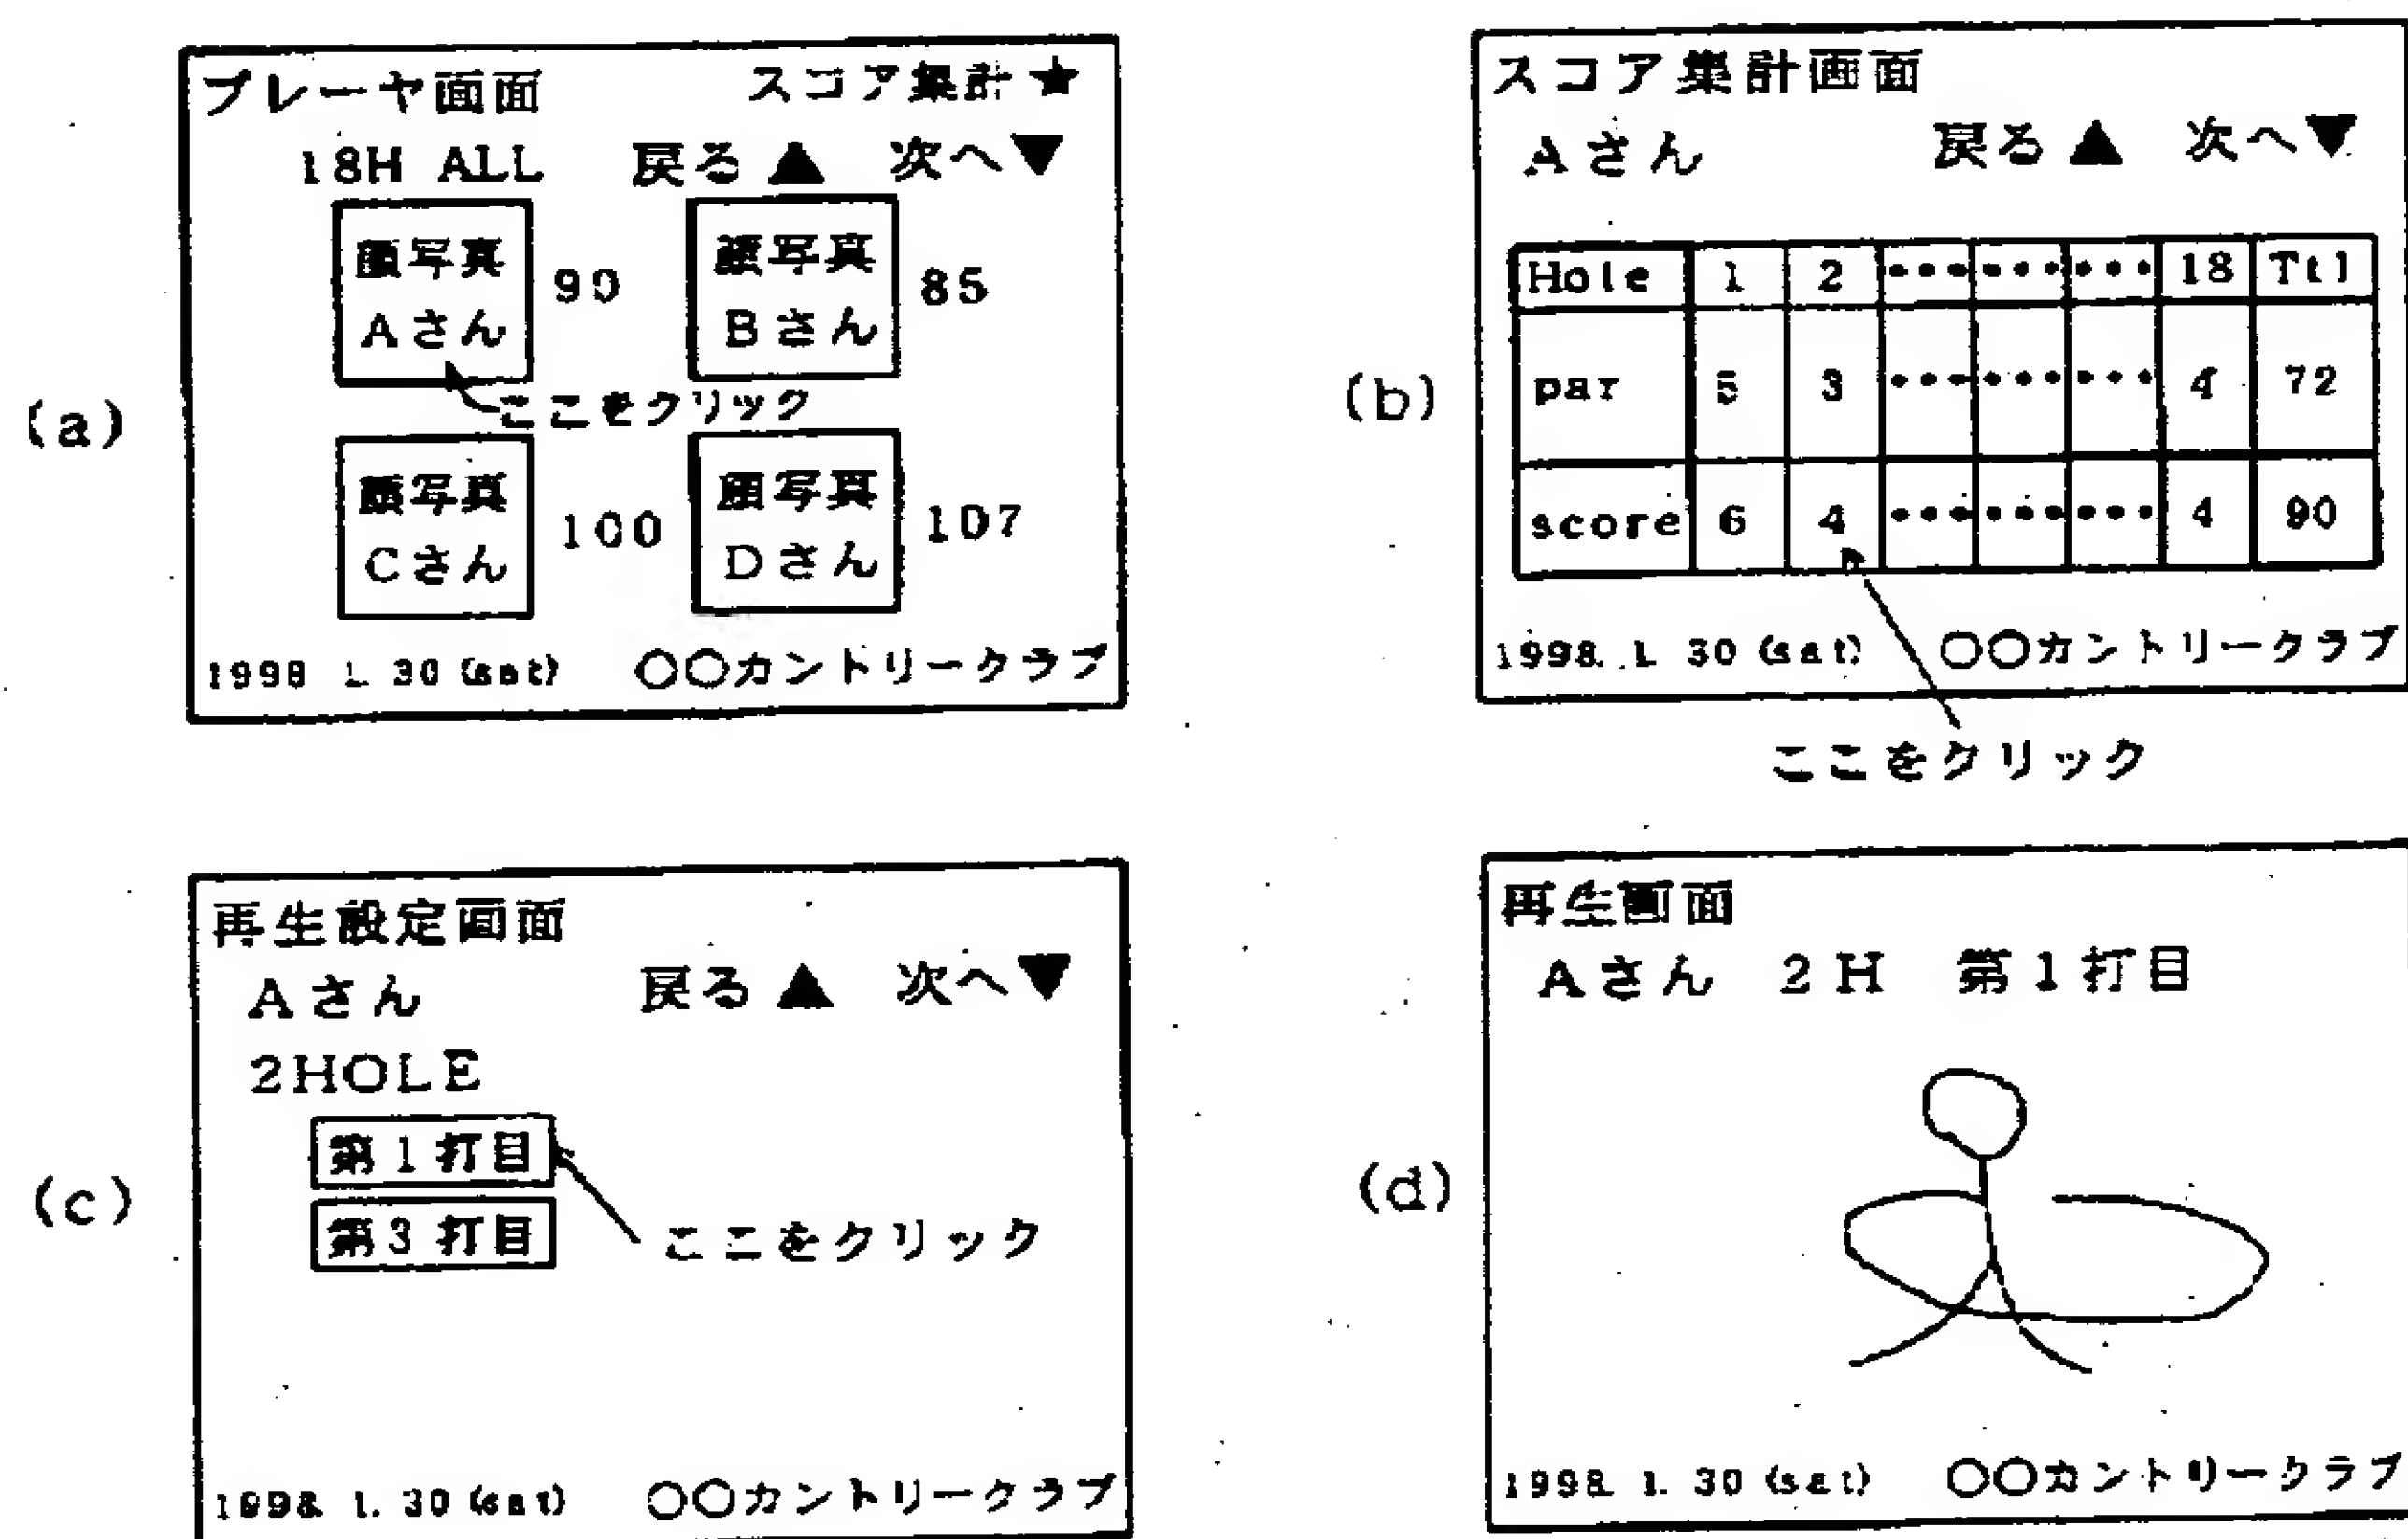 (a)
プレーヤ画面 スコア集計★
18H ALL 戻る▲ 次へ▼
顔写真 Aさん 90
顔写真 Bさん 85
ここをクリック
顔写真 Cさん 100
顔写真 Dさん 107
1998 1. 30 (sat) ○○カントリークラブ
(b)
スコア集計画面
Aさん 戻る▲ 次へ▼
Hole 1 2 ・・・ ・・・ ・・・ 18 Ttl
par 5 3 ・・・ ・・・ ・・・ 4 72
score 6 4 ・・・ ・・・ ・・・ 4 90
1998. 1. 30 (sat) ○○カントリークラブ
ここをクリック
(c)
再生設定画面
Aさん 戻る▲ 次へ▼
2HOLE
第1打目
第3打目
ここをクリック
1998. 1. 30 (sat) ○○カントリークラブ
(d)
再生画面
Aさん 2H 第1打目
1998. 1. 30 (sat) ○○カントリークラブ